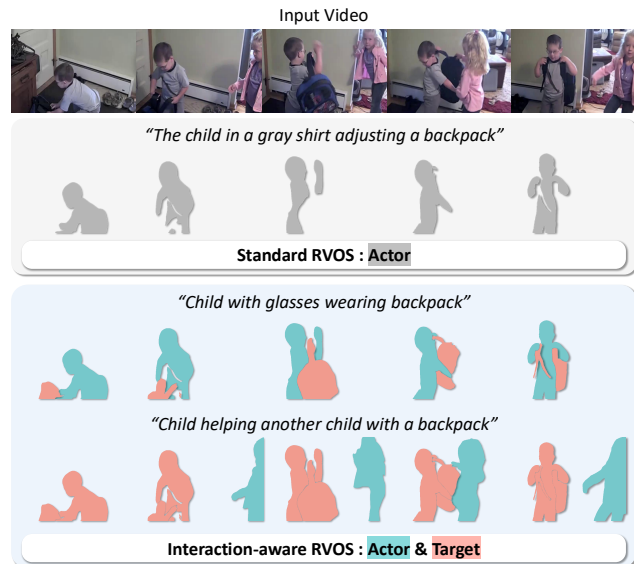 Input Video
“The child in a gray shirt adjusting a backpack”
Standard RVOS : Actor
“Child with glasses wearing backpack”
“Child helping another child with a backpack”
Interaction-aware RVOS : Actor & Target